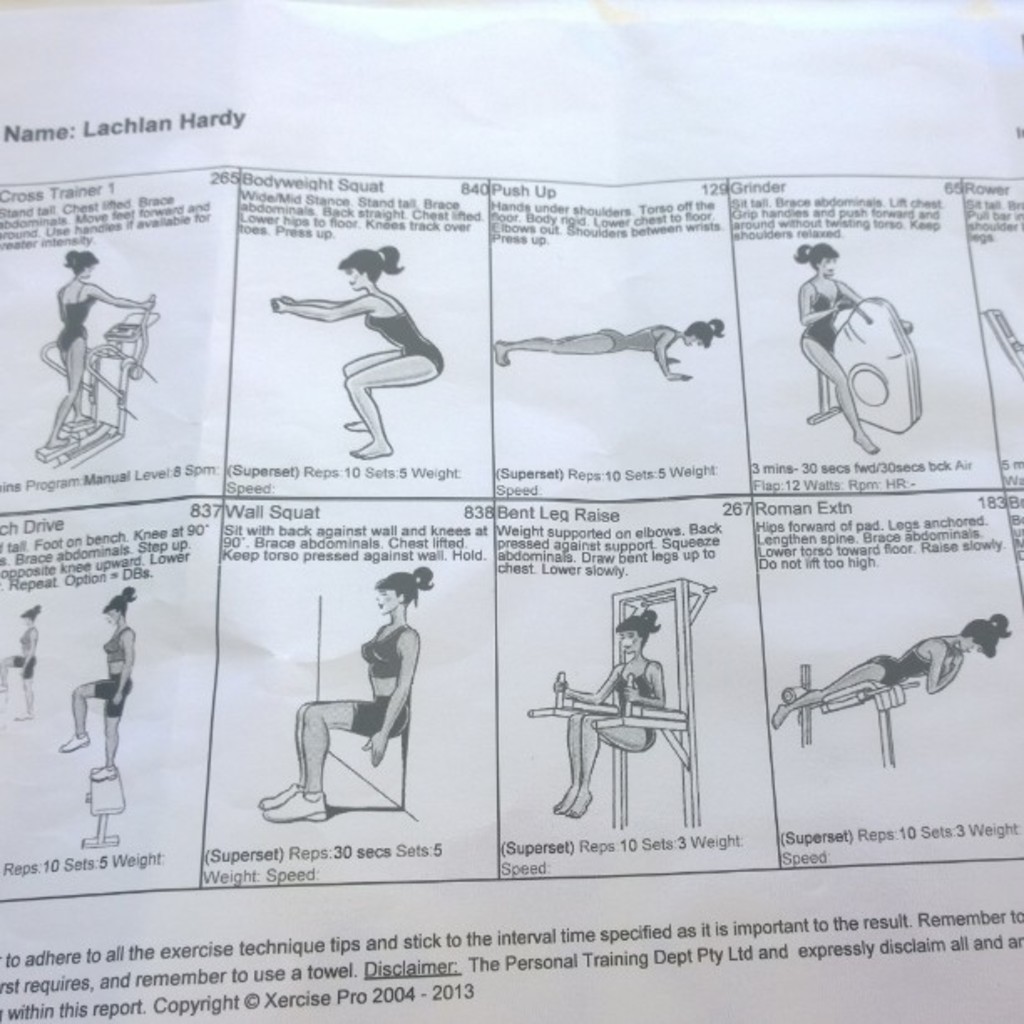 Name: Lachlan Hardy
Cross Trainer 1 265
Stand tall. Chest lifted. Brace
abdominals. Move feet forward and
around. Use handles if available for
greater intensity.
Program:Manual Level:8 Spm:
Bodyweight Squat 840
Wide/Mid Stance. Stand tall. Brace
abdominals. Back straight. Chest lifted.
Lower hips to floor. Knees track over
toes. Press up.
(Superset) Reps:10 Sets:5 Weight:
Speed:
Push Up 129
Hands under shoulders. Torso off the
floor. Body rigid. Lower chest to floor.
Elbows out. Shoulders between wrists.
Press up.
(Superset) Reps:10 Sets:5 Weight:
Speed:
Grinder 65
Sit tall. Brace abdominals. Lift chest.
Grip handles and push forward and
around without twisting torso. Keep
shoulders relaxed.
3 mins- 30 secs fwd/30secs bck Air
Flap:12 Watts: Rpm: HR:-
Rower
Sit tall.
Pull bar in
shoulder
legs.
5 m
ch Drive 837
tall. Foot on bench. Knee at 90°
s. Brace abdominals. Step up.
opposite knee upward. Lower
. Repeat. Option = DBs.
Reps:10 Sets:5 Weight:
Wall Squat 838
Sit with back against wall and knees at
90°. Brace abdominals. Chest lifted.
Keep torso pressed against wall. Hold.
(Superset) Reps:30 secs Sets:5
Weight: Speed:
Bent Leg Raise 267
Weight supported on elbows. Back
pressed against support. Squeeze
abdominals. Draw bent legs up to
chest. Lower slowly.
(Superset) Reps:10 Sets:3 Weight:
Speed:
Roman Extn 183
Hips forward of pad. Legs anchored.
Lengthen spine. Brace abdominals.
Lower torso toward floor. Raise slowly.
Do not lift too high.
(Superset) Reps:10 Sets:3 Weight:
Speed:
to adhere to all the exercise technique tips and stick to the interval time specified as it is important to the result. Remember to
rst requires, and remember to use a towel. Disclaimer: The Personal Training Dept Pty Ltd and expressly disclaim all and
within this report. Copyright © Xercise Pro 2004 - 2013